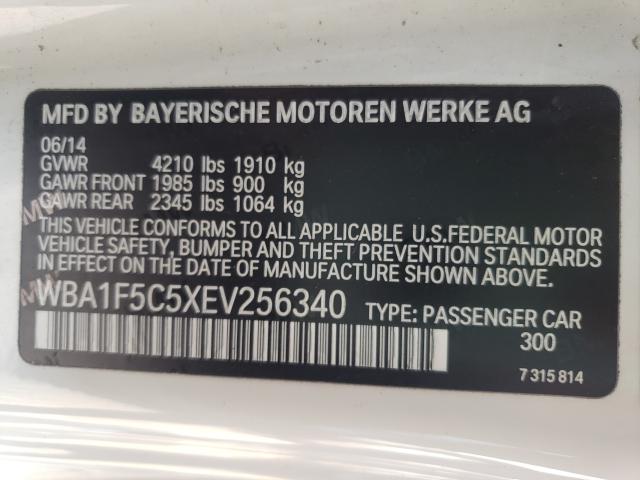 MFD BY BAYERISCHE MOTOREN WERKE AG
06/14
GVWR 4210 lbs 1910 kg
GAWR FRONT 1985 lbs 900 kg
GAWR REAR 2345 lbs 1064 kg
THIS VEHICLE CONFORMS TO ALL APPLICABLE U.S.FEDERAL MOTOR
VEHICLE SAFETY, BUMPER AND THEFT PREVENTION STANDARDS
IN EFFECT ON THE DATE OF MANUFACTURE SHOWN ABOVE.
WBA1F5C5XEV256340 TYPE: PASSENGER CAR
300
7 315 814